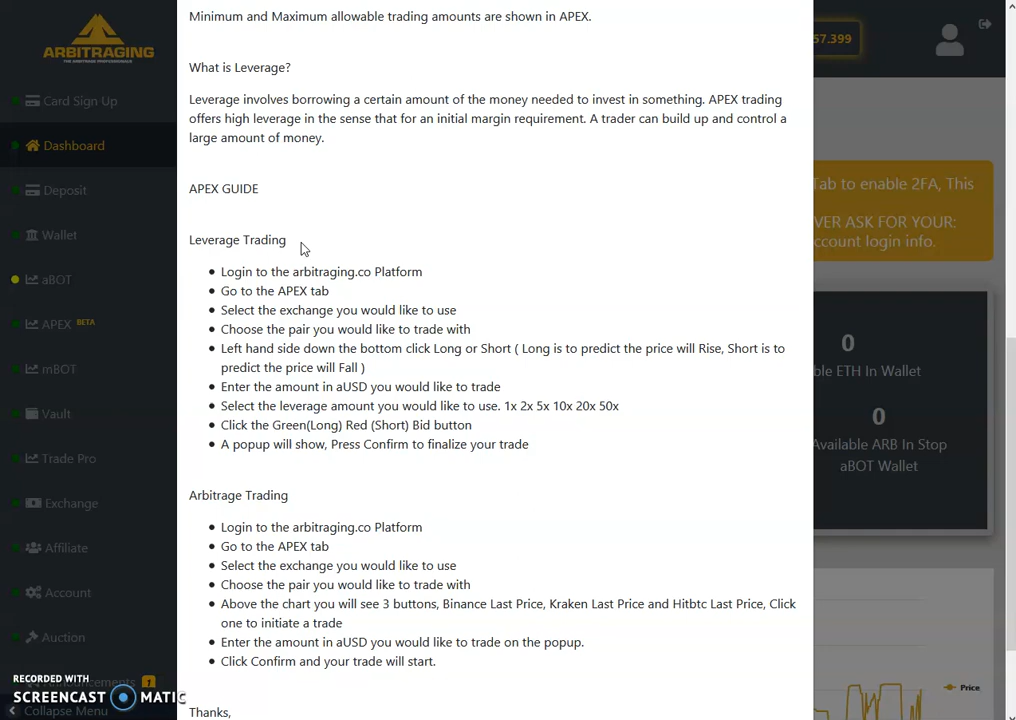 ARBITRAGING
THE ARBITRAGE PROFESSIONALS
Card Sign Up
Dashboard
Deposit
Wallet
aBOT
APEX BETA
mBOT
Vault
Trade Pro
Exchange
Affiliate
Account
Auction
1
Collapse Menu
RECORDED WITH
SCREENCAST MATIC
Minimum and Maximum allowable trading amounts are shown in APEX.
What is Leverage?
Leverage involves borrowing a certain amount of the money needed to invest in something. APEX trading
offers high leverage in the sense that for an initial margin requirement. A trader can build up and control a
large amount of money.
APEX GUIDE
Leverage Trading
Login to the arbitraging.co Platform
Go to the APEX tab
Select the exchange you would like to use
Choose the pair you would like to trade with
Left hand side down the bottom click Long or Short ( Long is to predict the price will Rise, Short is to
predict the price will Fall )
Enter the amount in aUSD you would like to trade
Select the leverage amount you would like to use. 1x 2x 5x 10x 20x 50x
Click the Green(Long) Red (Short) Bid button
A popup will show, Press Confirm to finalize your trade
Arbitrage Trading
Login to the arbitraging.co Platform
Go to the APEX tab
Select the exchange you would like to use
Choose the pair you would like to trade with
Above the chart you will see 3 buttons, Binance Last Price, Kraken Last Price and Hitbtc Last Price, Click
one to initiate a trade
Enter the amount in aUSD you would like to trade on the popup.
Click Confirm and your trade will start.
Thanks,
57.399
Tab to enable 2FA, This
VER ASK FOR YOUR:
ccount login info.
0
ble ETH In Wallet
0
Available ARB In Stop
aBOT Wallet
Price